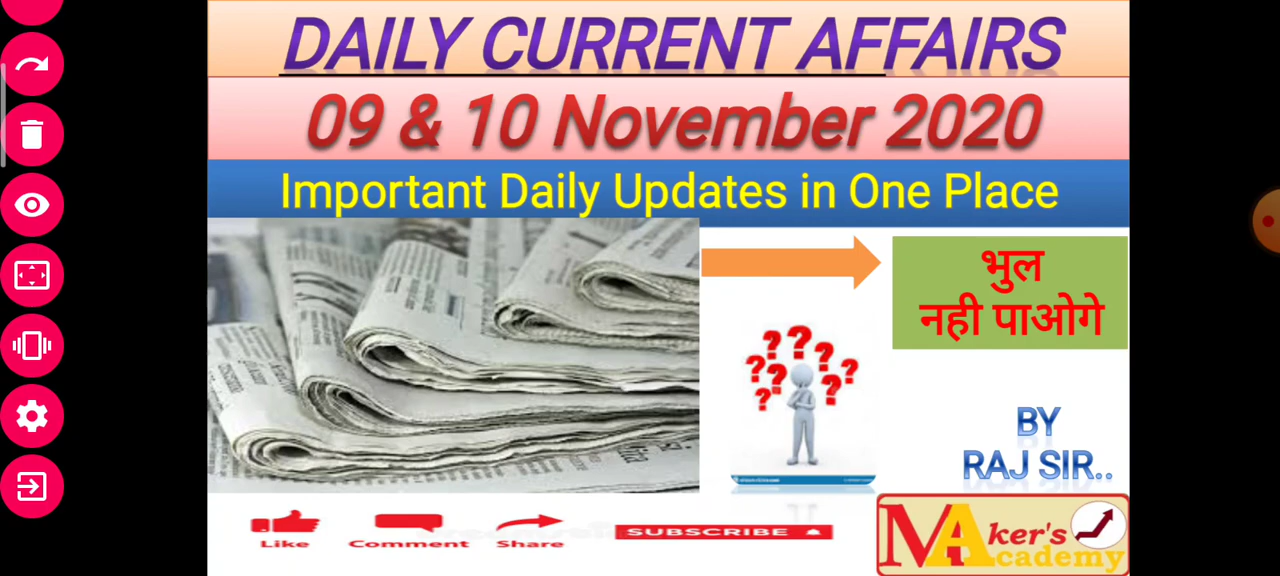 DAILY CURRENT AFFAIRS
09 & 10 November 2020
Important Daily Updates in One Place
भुल
नही पाओगे
BY
RAJ SIR..
Like Comment Share SUBSCRIBE
MAker's
Academy